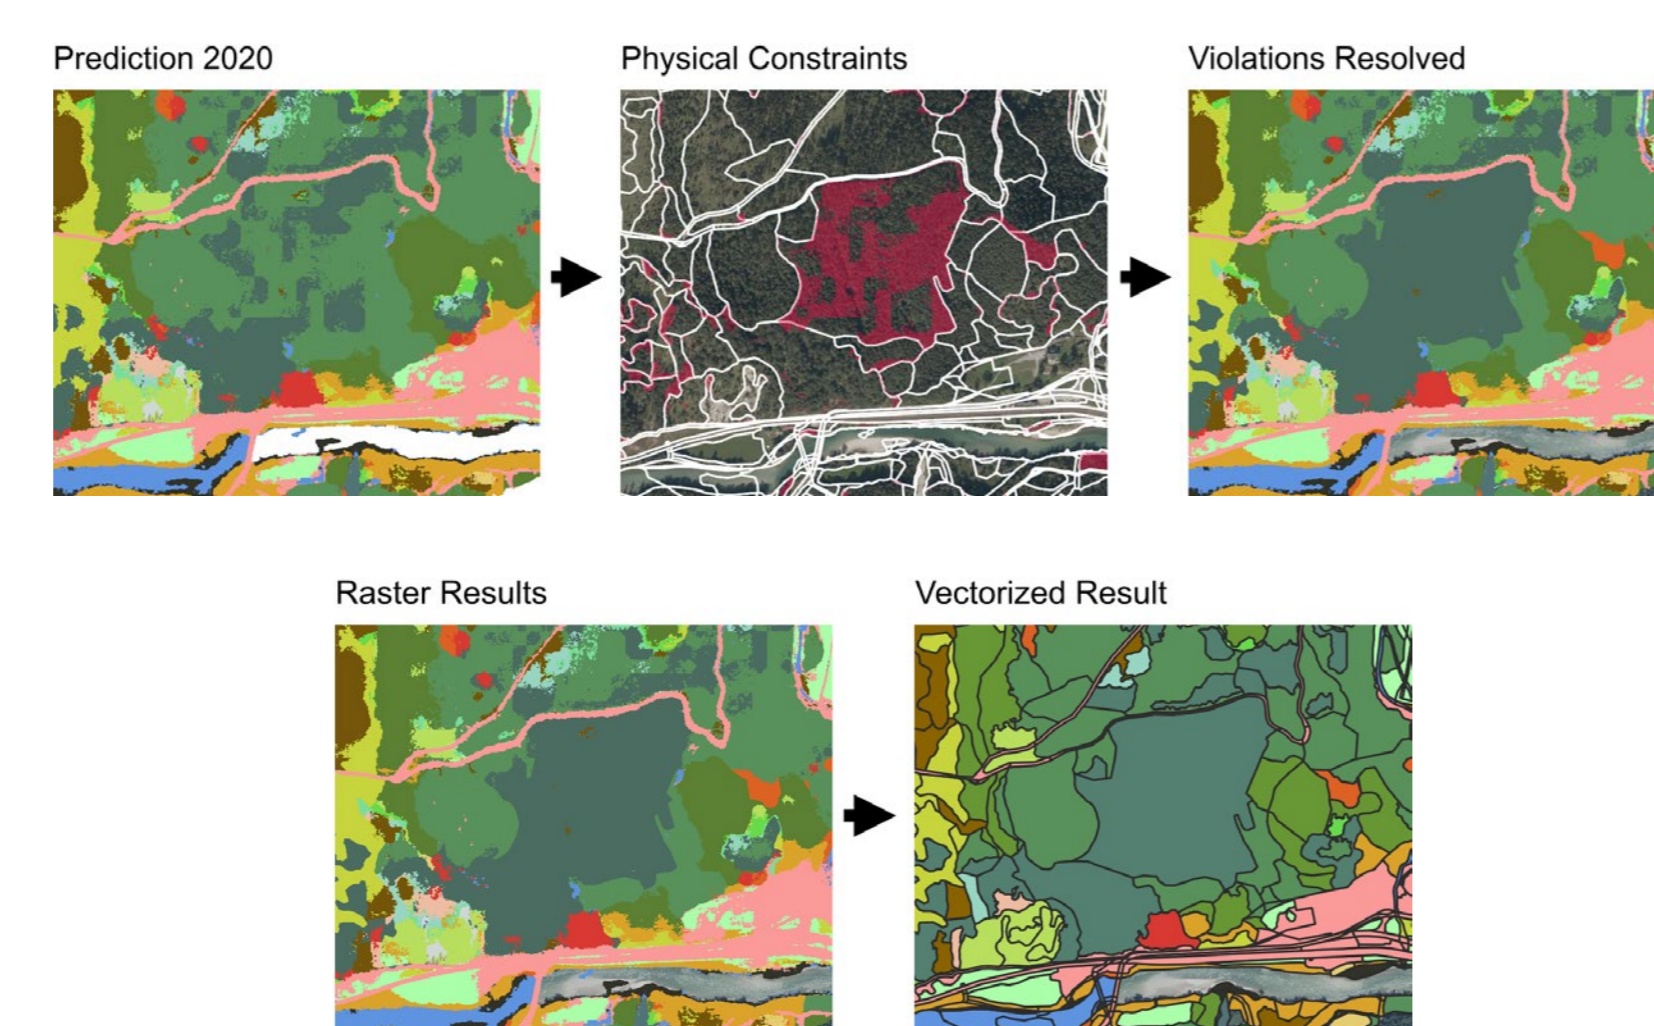 Prediction 2020
Physical Constraints
Violations Resolved
Raster Results
Vectorized Result